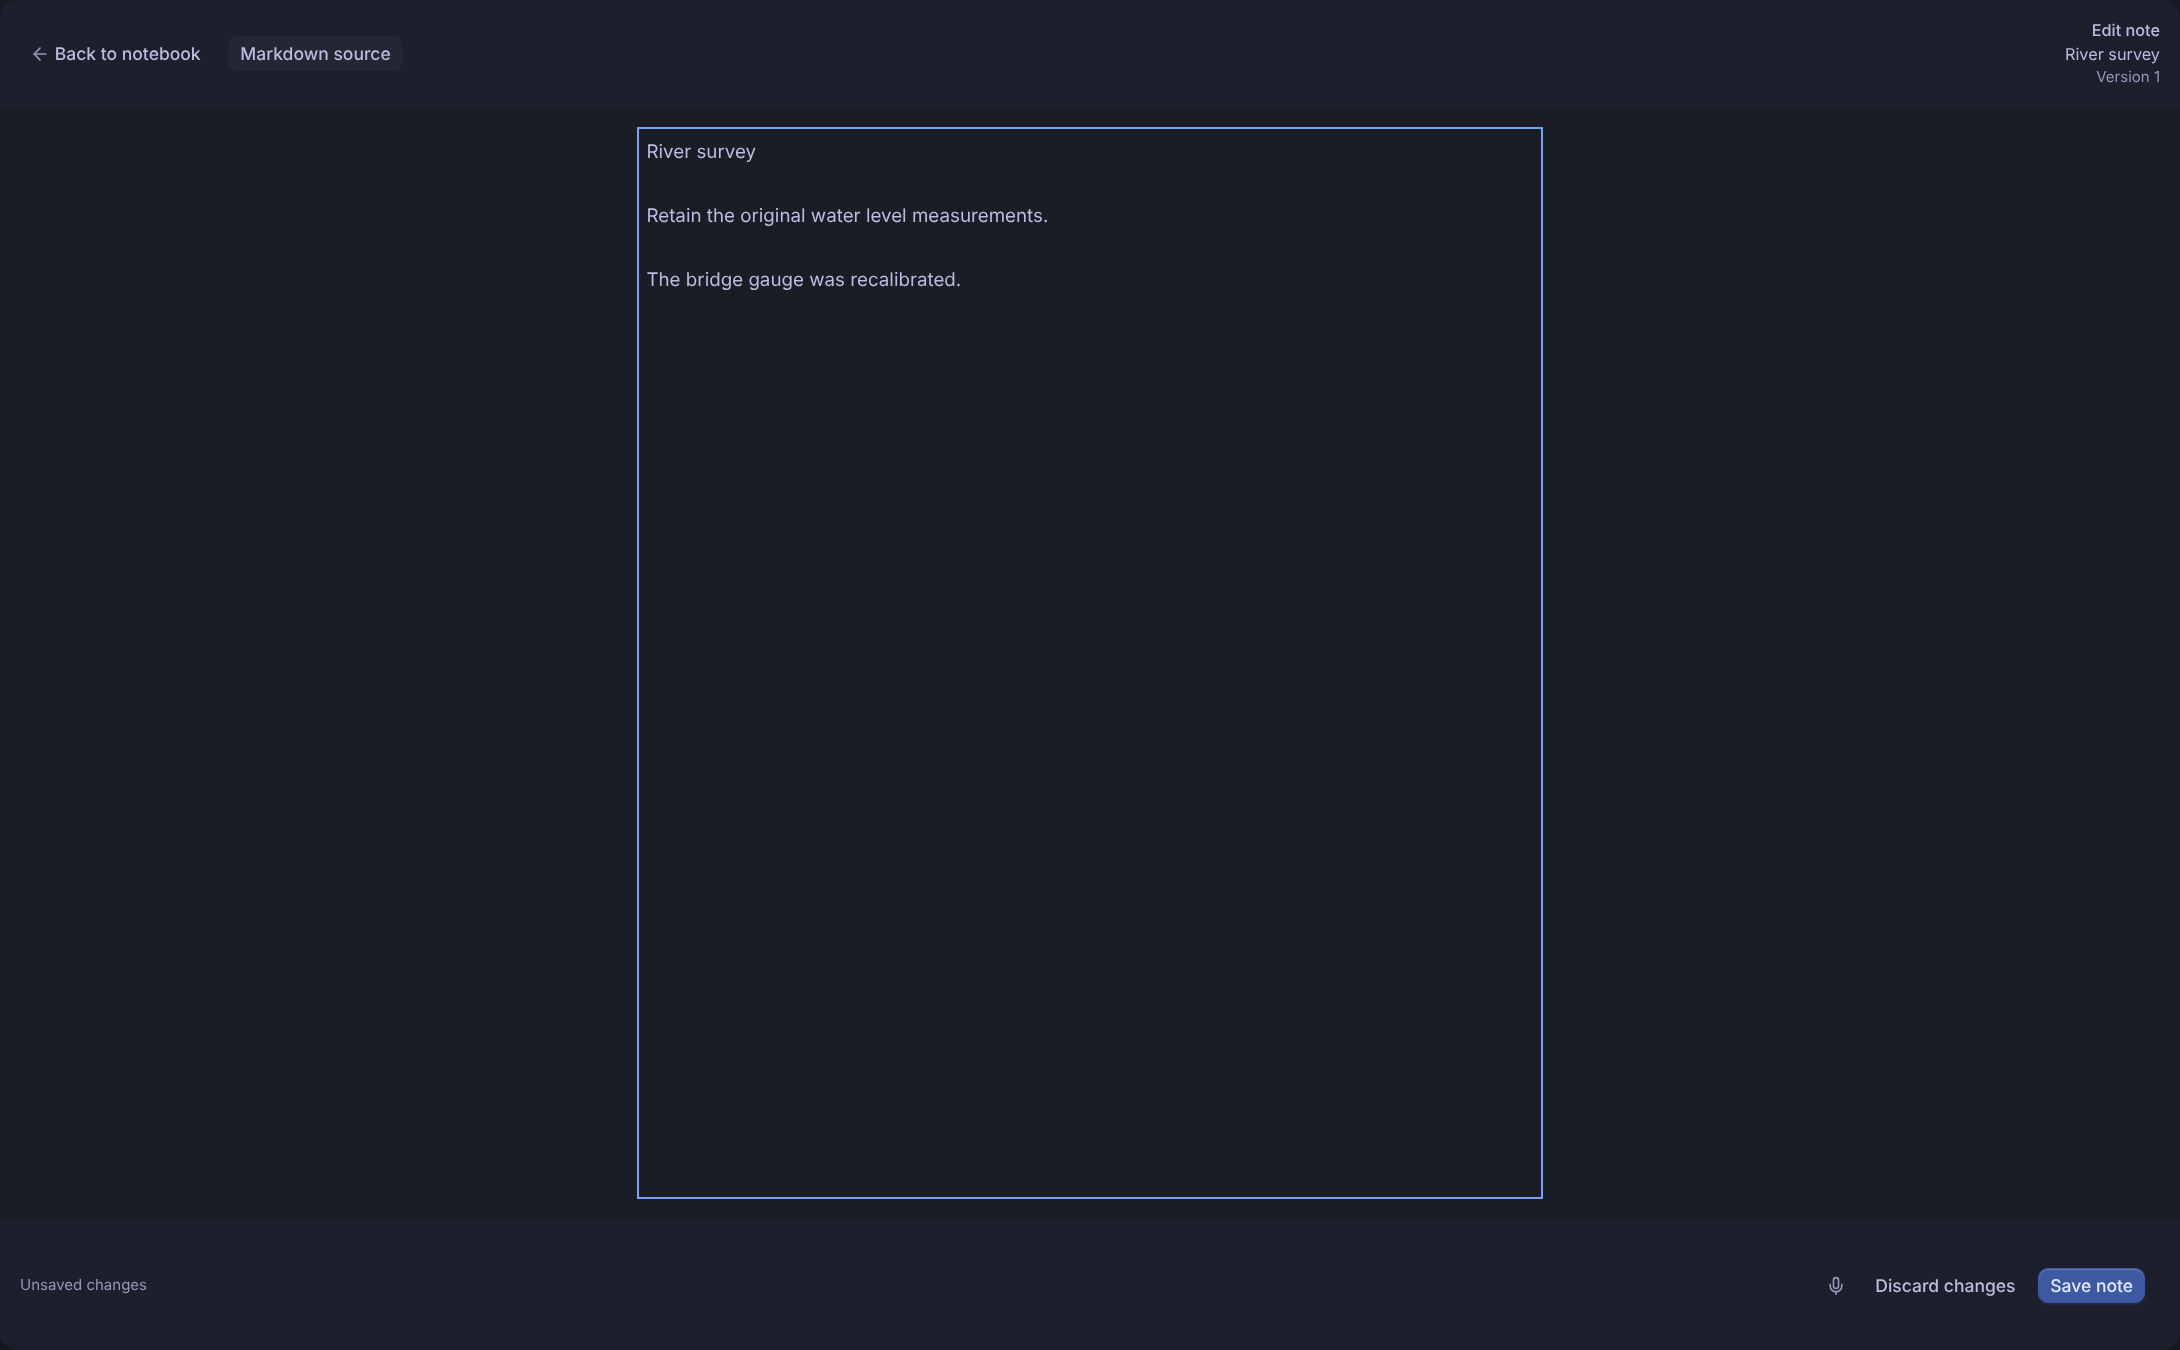 Back to notebook
Markdown source
Edit note
River survey
Version 1
River survey
Retain the original water level measurements.
The bridge gauge was recalibrated.
Unsaved changes
Discard changes
Save note